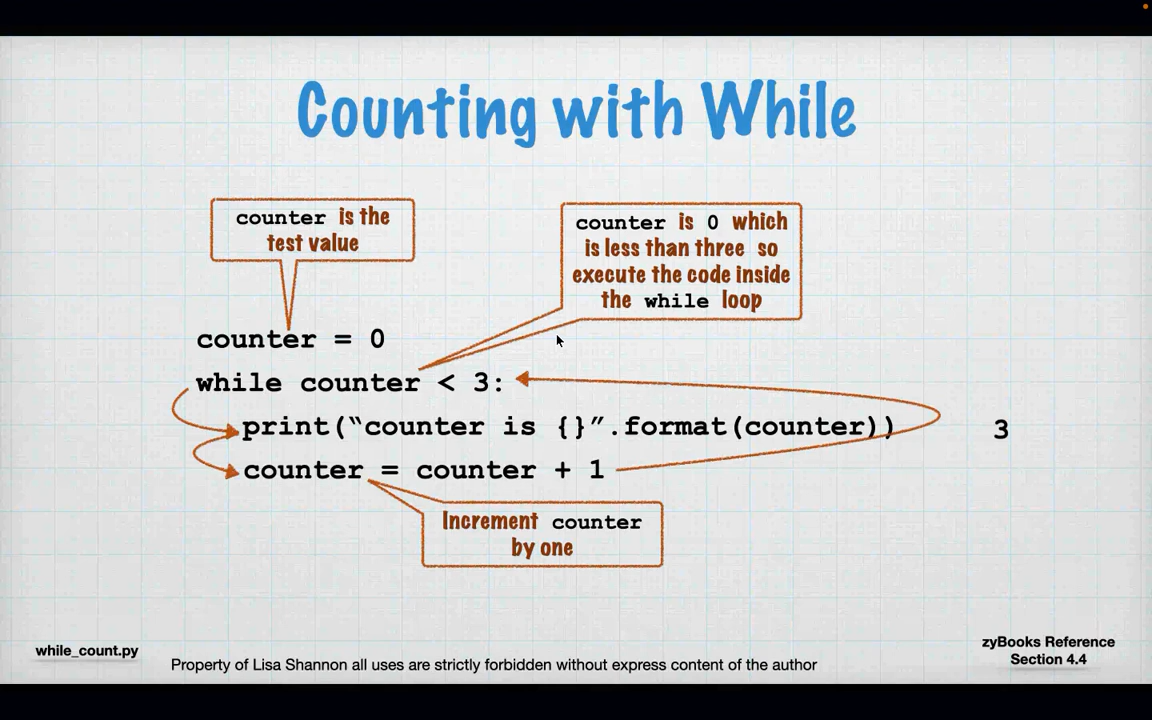 Counting with While
counter is the
test value
counter is 0 which
is less than three so
execute the code inside
the while loop
counter = 0
while counter < 3:
print(“counter is {}”.format(counter))
3
counter = counter + 1
Increment counter
by one
while_count.py
Property of Lisa Shannon all uses are strictly forbidden without express content of the author
zyBooks Reference
Section 4.4